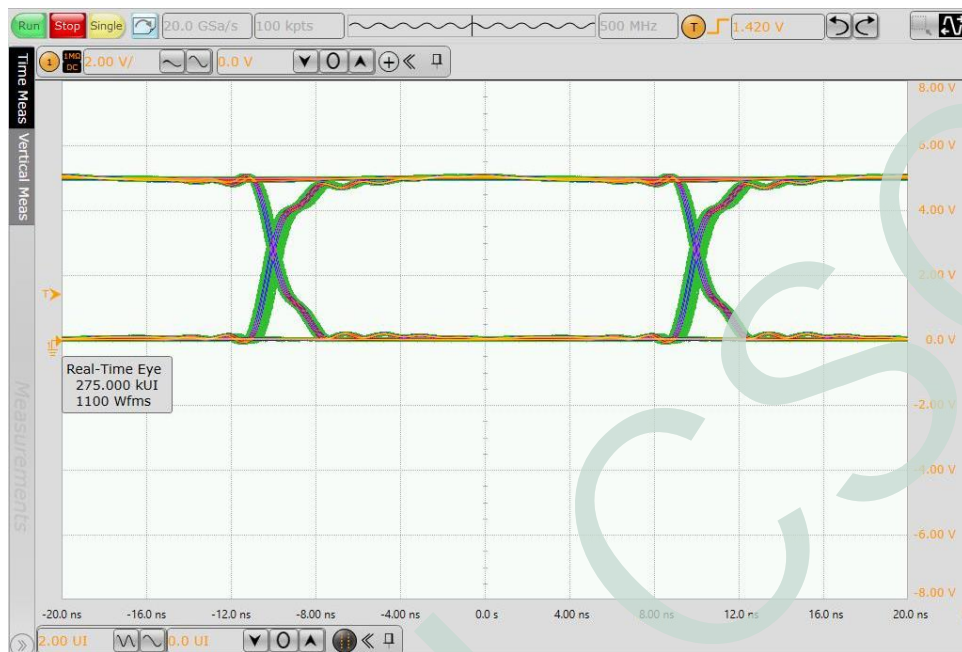 Run Stop Single 20.0 GSa/s 100 kpts 500 MHz T 1.420 V
1 1MΩ DC 2.00 V/ 0.0 V
Time Meas
Vertical Meas
Measurements
8.00 V
6.00 V
4.00 V
2.00 V
0.0 V
-2.00 V
-4.00 V
-6.00 V
-8.00 V
T
Real-Time Eye
275.000 kUI
1100 Wfms
-20.0 ns -16.0 ns -12.0 ns -8.00 ns -4.00 ns 0.0 s 4.00 ns 8.00 ns 12.0 ns 16.0 ns 20.0 ns
2.00 UI 0.0 UI